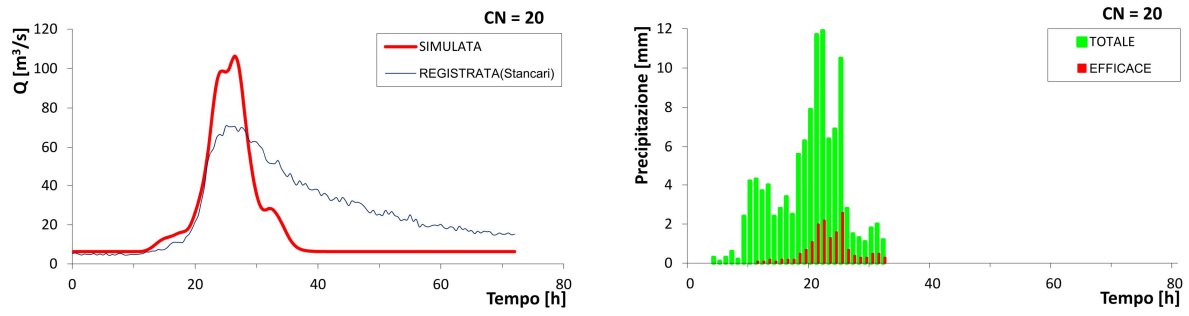 CN = 20
Q [m³/s]
120
100
80
60
40
20
0
SIMULATA
REGISTRATA(Stancari)
0 20 40 60 80
Tempo [h]
CN = 20
Precipitazione [mm]
12
10
8
6
4
2
0
TOTALE
EFFICACE
0 20 40 60 80
Tempo [h]